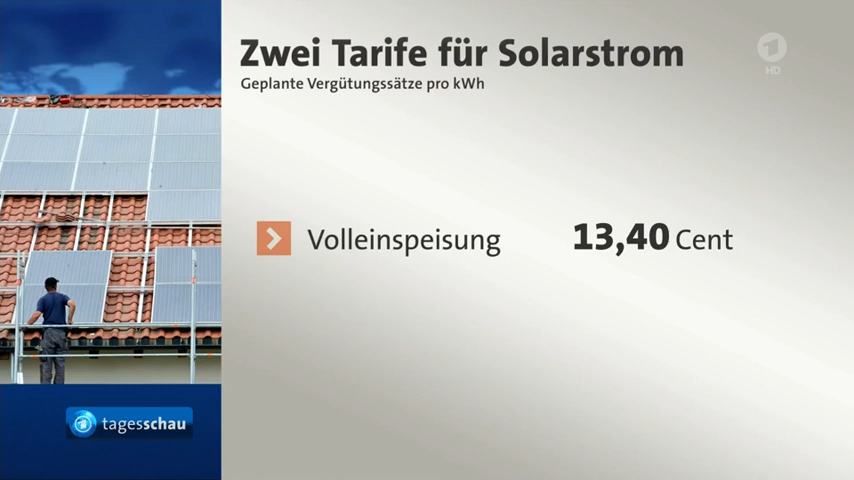 Zwei Tarife für Solarstrom
Geplante Vergütungssätze pro kWh
1
HD
Volleinspeisung 13,40 Cent
tagesschau